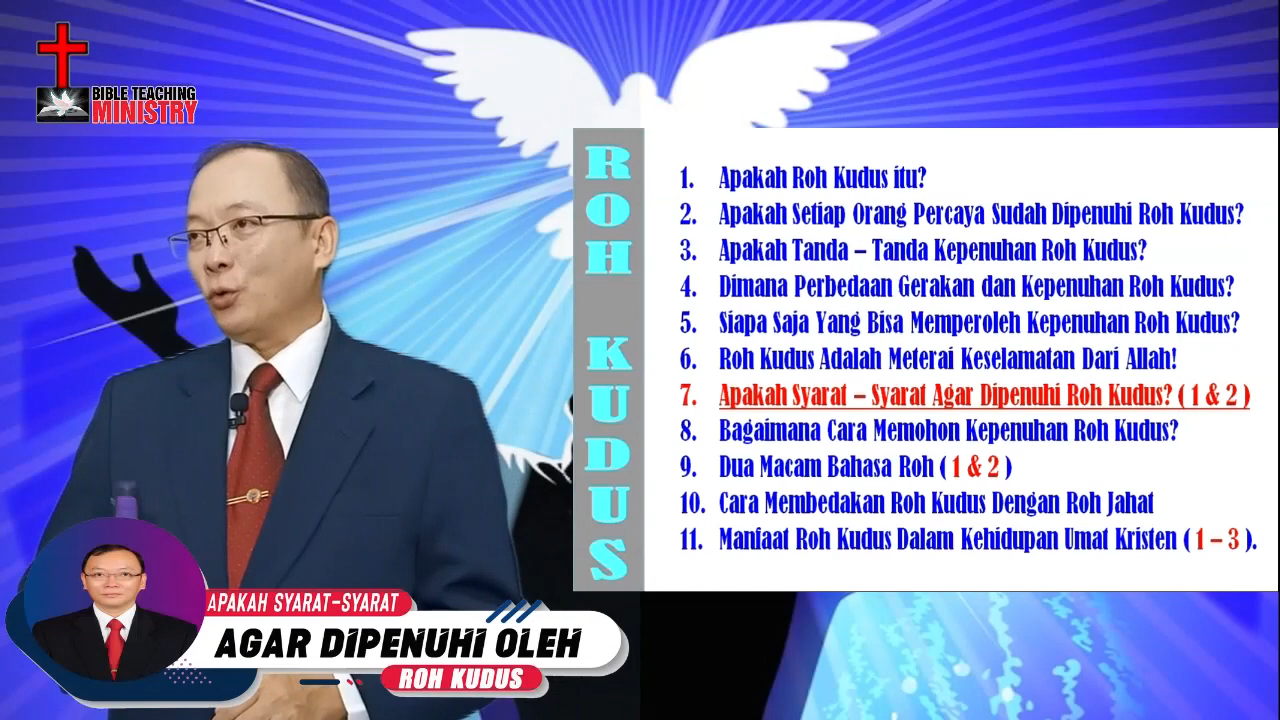 BIBLE TEACHING
MINISTRY
ROH KUDUS
1. Apakah Roh Kudus itu?
2. Apakah Setiap Orang Percaya Sudah Dipenuhi Roh Kudus?
3. Apakah Tanda – Tanda Kepenuhan Roh Kudus?
4. Dimana Perbedaan Gerakan dan Kepenuhan Roh Kudus?
5. Siapa Saja Yang Bisa Memperoleh Kepenuhan Roh Kudus?
6. Roh Kudus Adalah Meterai Keselamatan Dari Allah!
7. Apakah Syarat – Syarat Agar Dipenuhi Roh Kudus? ( 1 & 2 )
8. Bagaimana Cara Memohon Kepenuhan Roh Kudus?
9. Dua Macam Bahasa Roh ( 1 & 2 )
10. Cara Membedakan Roh Kudus Dengan Roh Jahat
11. Manfaat Roh Kudus Dalam Kehidupan Umat Kristen ( 1 – 3 ).
APAKAH SYARAT-SYARAT
AGAR DIPENUHI OLEH
ROH KUDUS